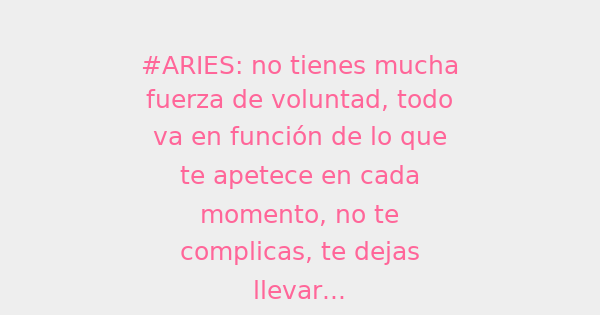 #ARIES: no tienes mucha
fuerza de voluntad, todo
va en función de lo que
te apetece en cada
momento, no te
complicas, te dejas
llevar...